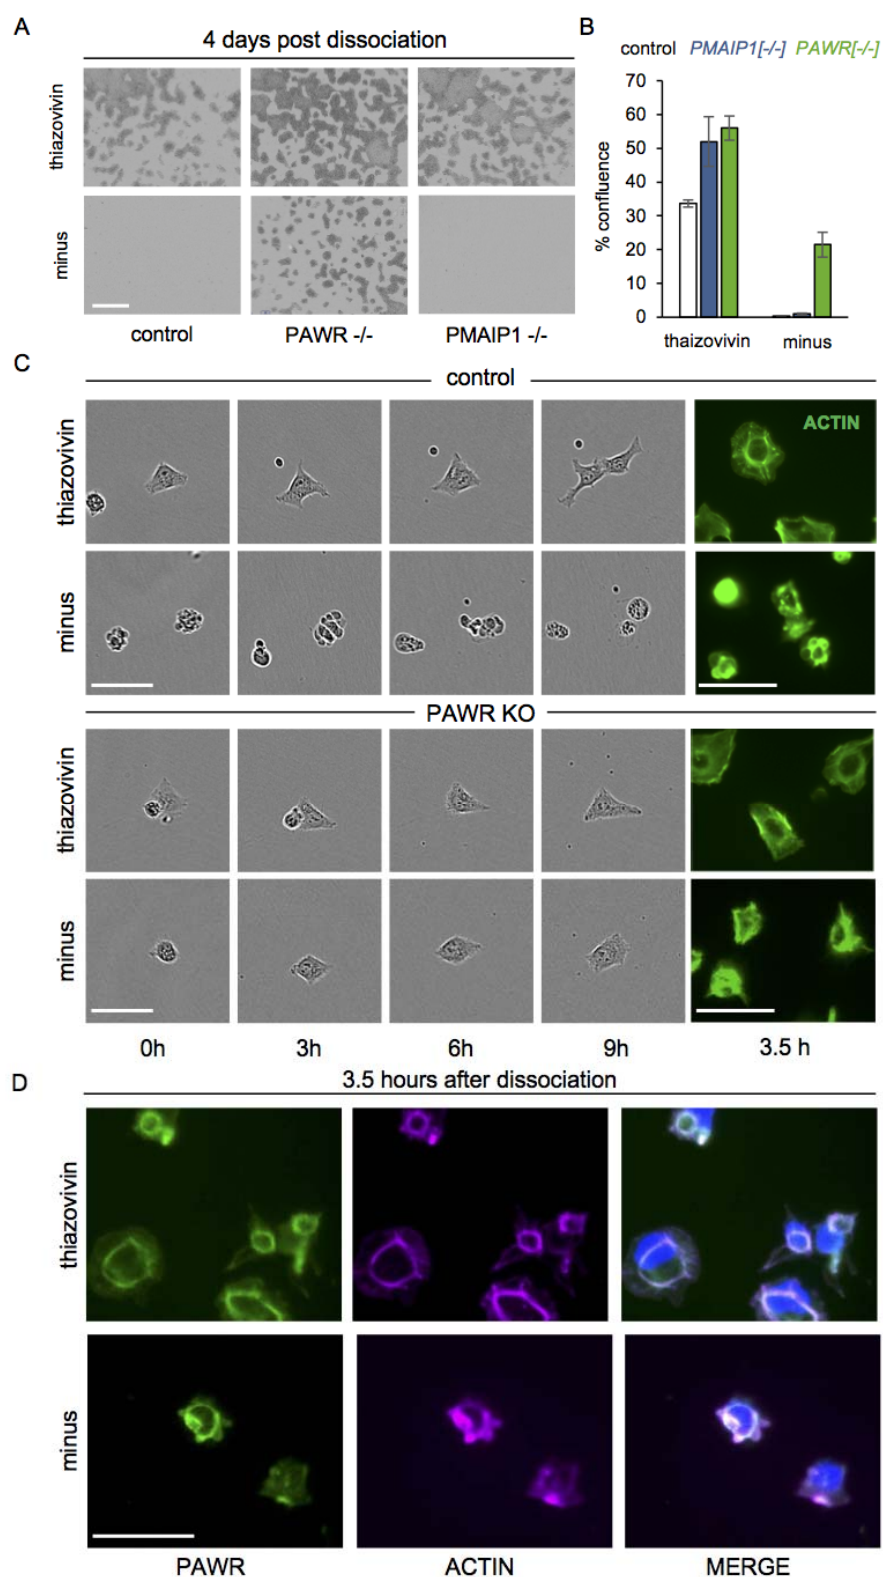 A
4 days post dissociation
thiazovivin
minus
control
PAWR -/-
PMAIP1 -/-
B
control PMAIP1[-/-] PAWR[-/-]
% confluence
70
60
50
40
30
20
10
0
thaizovivin
minus
C
control
thiazovivin
ACTIN
minus
PAWR KO
thiazovivin
minus
0h
3h
6h
9h
3.5 h
D
3.5 hours after dissociation
thiazovivin
minus
PAWR
ACTIN
MERGE